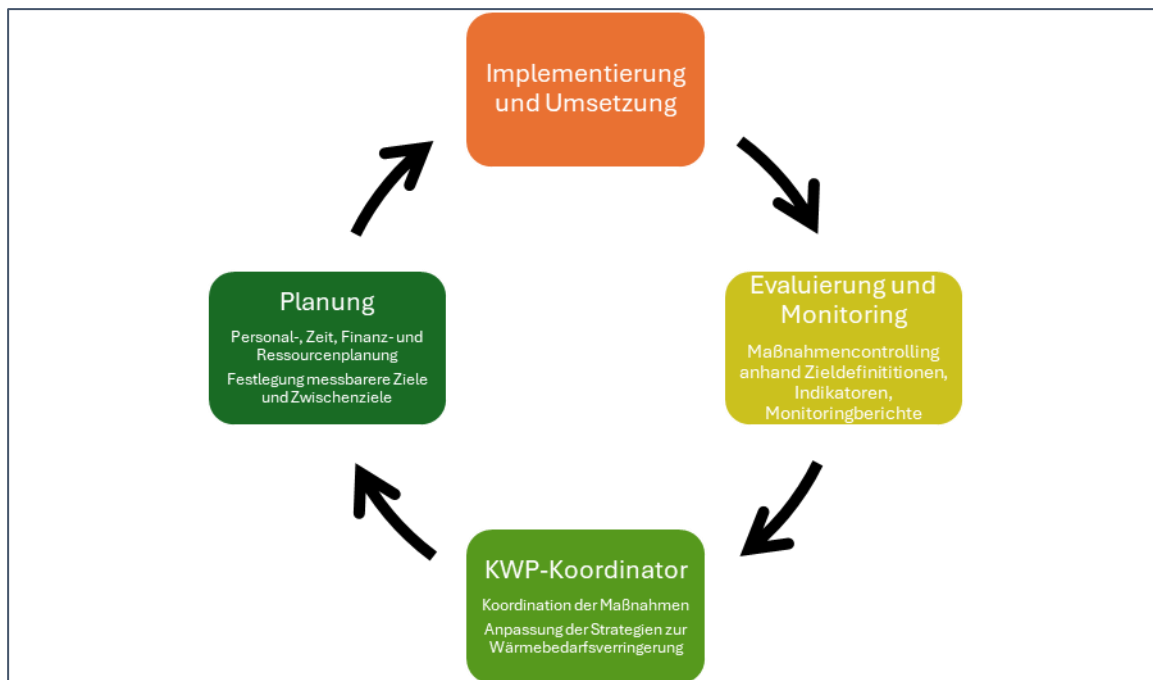 Implementierung
und Umsetzung
Planung
Personal-, Zeit, Finanz- und
Ressourcenplanung
Festlegung messbarere Ziele
und Zwischenziele
Evaluierung und
Monitoring
Maßnahmencontrolling
anhand Zieldefinititionen,
Indikatoren,
Monitoringberichte
KWP-Koordinator
Koordination der Maßnahmen
Anpassung der Strategien zur
Wärmebedarfsverringerung